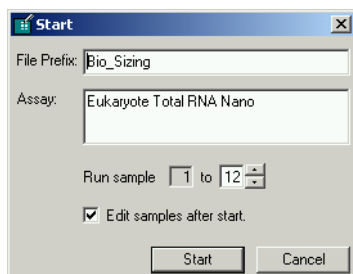 Start
File Prefix: Bio_Sizing
Assay: Eukaryote Total RNA Nano
Run sample 1 to 12
Edit samples after start.
Start Cancel